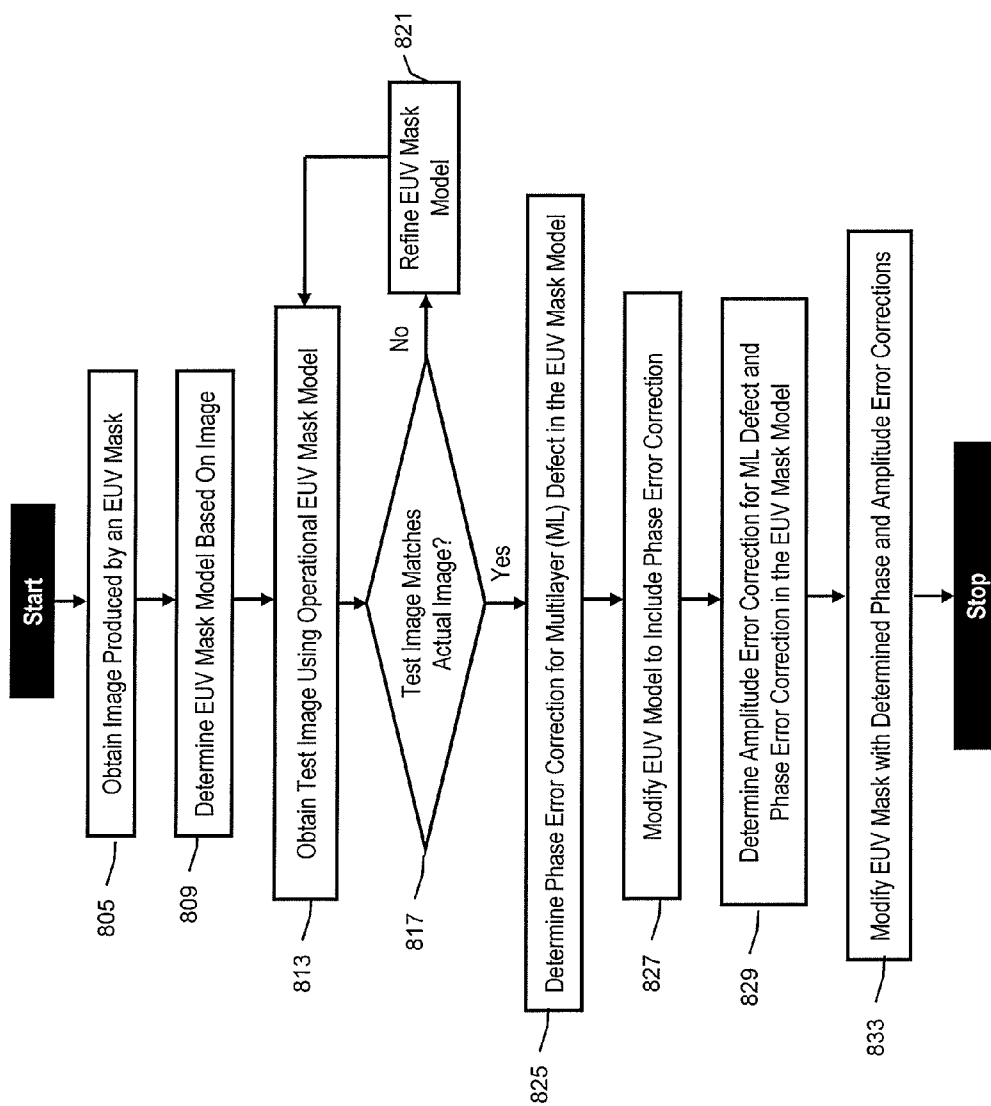 Start
Obtain Image Produced by an EUV Mask
805
Determine EUV Mask Model Based On Image
809
Obtain Test Image Using Operational EUV Mask Model
813
Test Image Matches
Actual Image?
817
No
Refine EUV Mask
Model
821
Yes
Determine Phase Error Correction for Multilayer (ML) Defect in the EUV Mask Model
825
Modify EUV Model to Include Phase Error Correction
827
Determine Amplitude Error Correction for ML Defect and
Phase Error Correction in the EUV Mask Model
829
Modify EUV Mask with Determined Phase and Amplitude Error Corrections
833
Stop